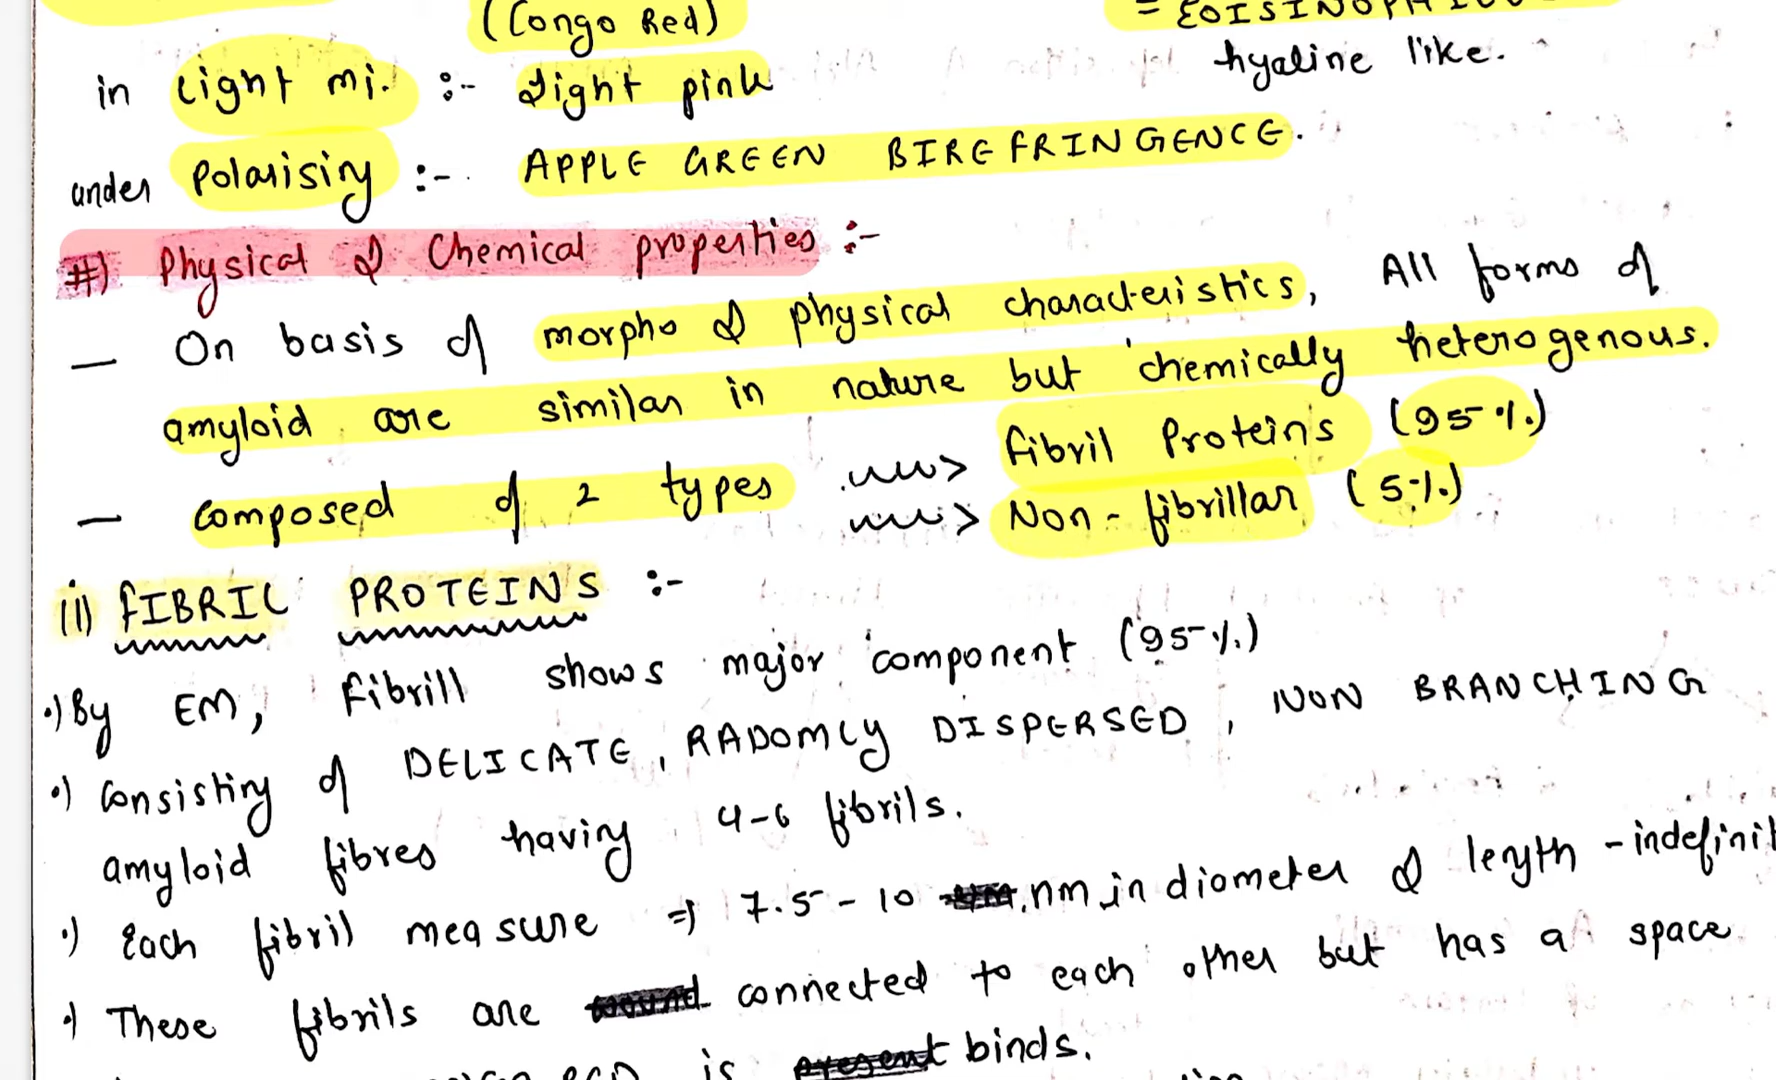 (Congo Red)
= EOISINOPHI
in light mi. :- light pink
hyaline like.
under Polarising :- APPLE GREEN BIREFRINGENCE.
#) Physical & Chemical properties :-
— On basis of morpho & physical characteristics, All forms of
amyloid are similar in nature but chemically heterogenous.
— Composed of 2 types ~~> fibril Proteins (95%)
~~> Non-fibrillar (5%)
(i) FIBRIL PROTEINS :-
•) By EM, fibrill shows major component (95%)
•) Consisting of DELICATE, RADOMLY DISPERSED, NON BRANCHING
amyloid fibres having 4-6 fibrils.
•) Each fibril measure => 7.5-10 nm in diometer & length - indefinit
•) These fibrils are connected to each other but has a space
is binds.